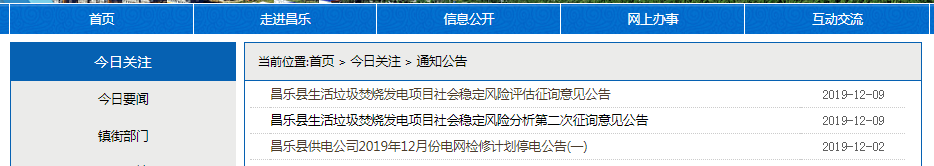 首页 走进昌乐 信息公开 网上办事 互动交流
今日关注
今日要闻
镇街部门
当前位置:首页 > 今日关注 > 通知公告
昌乐县生活垃圾焚烧发电项目社会稳定风险评估征询意见公告 2019-12-09
昌乐县生活垃圾焚烧发电项目社会稳定风险分析第二次征询意见公告 2019-12-09
昌乐县供电公司2019年12月份电网检修计划停电公告(一) 2019-12-02